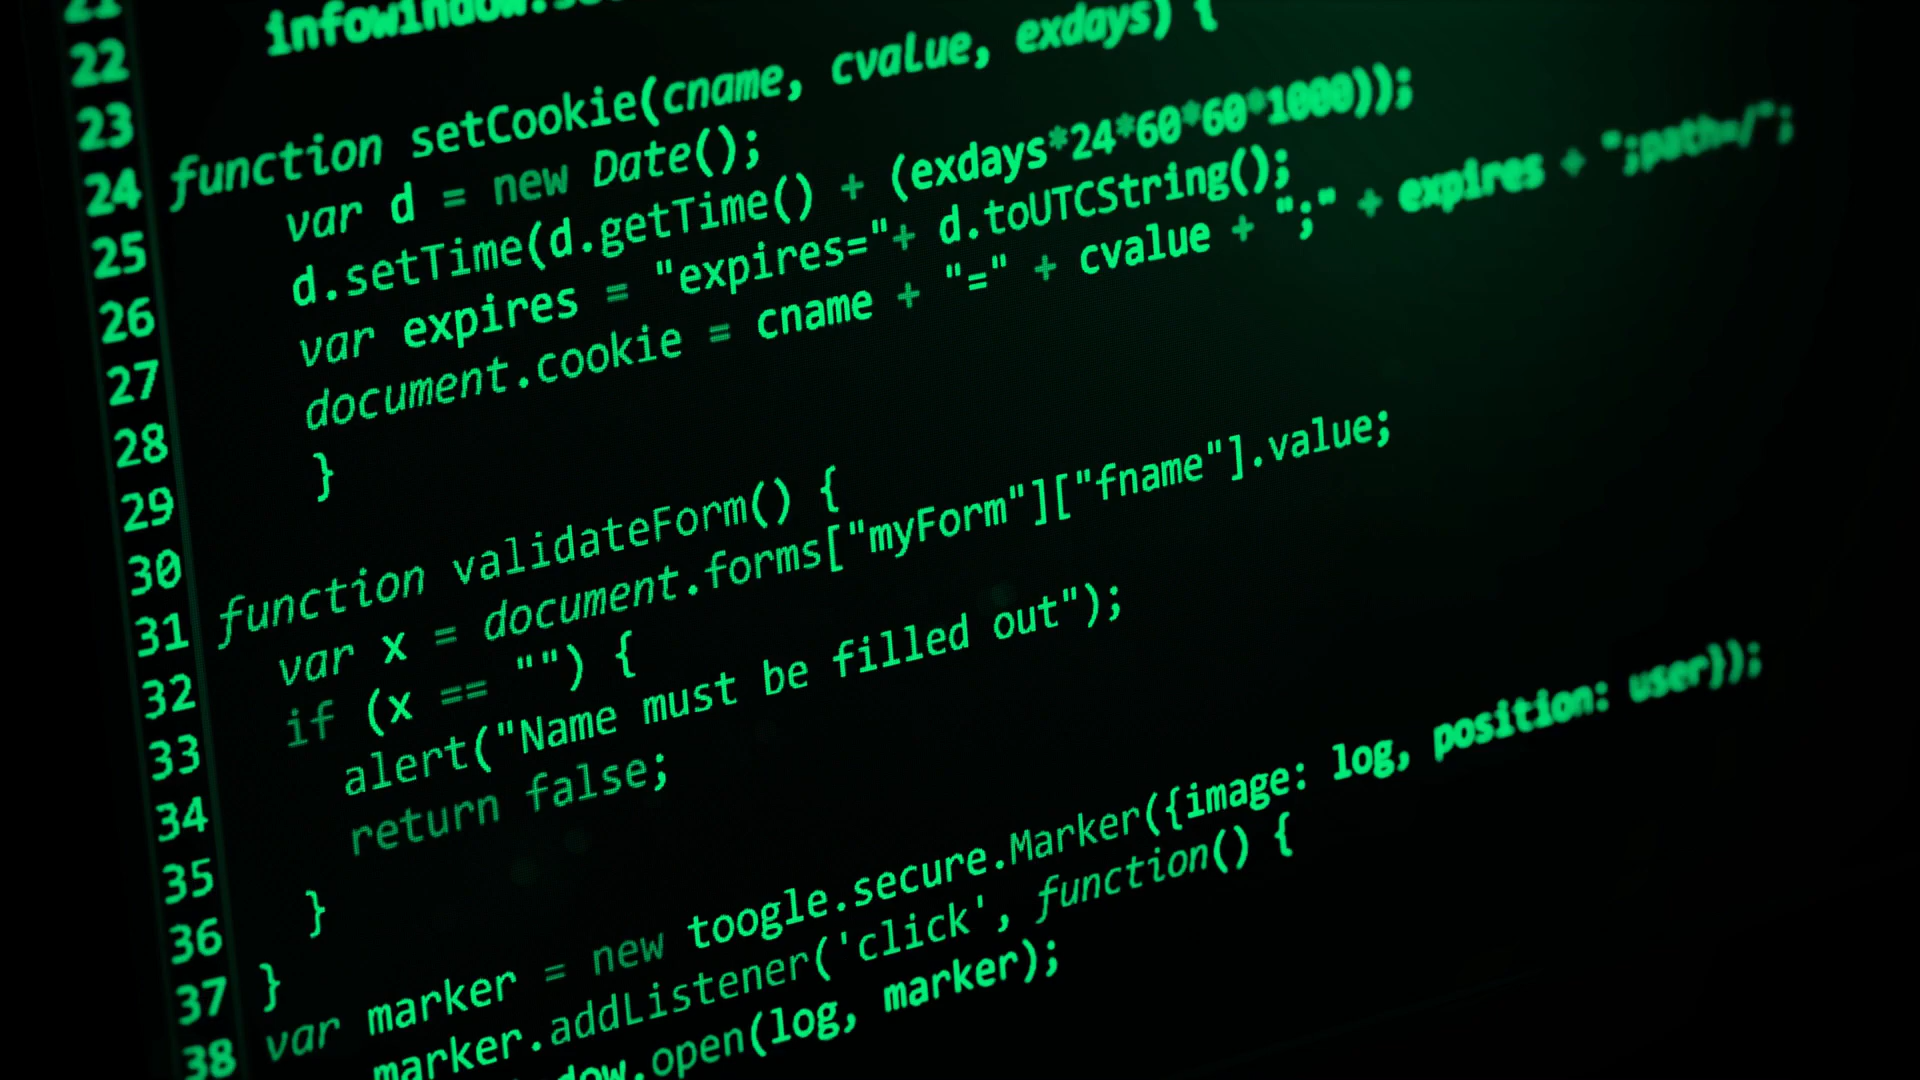 21
22 infowindow.
23
24 function setCookie(cname, cvalue, exdays) {
25 var d = new Date();
26 d.setTime(d.getTime() + (exdays*24*60*60*1000));
27 var expires = "expires="+ d.toUTCString();
28 document.cookie = cname + "=" + cvalue + ";" + expires + ";path=/";
29 }
30
31 function validateForm() {
32 var x = document.forms["myForm"]["fname"].value;
33 if (x == "") {
34 alert("Name must be filled out");
35 return false;
36 }
37 }
38 var marker = new toogle.secure.Marker({image: log, position: user});
marker.addListener('click', function() {
open(log, marker);